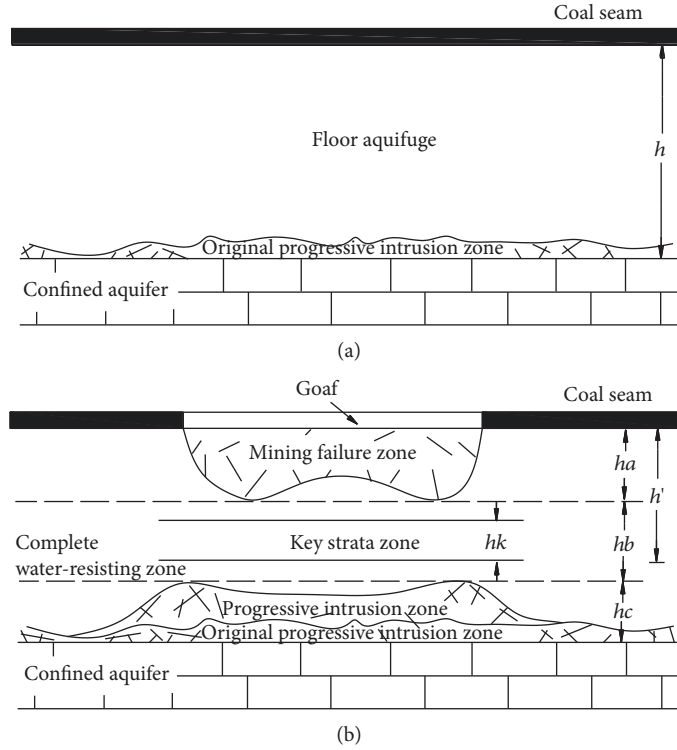 Coal seam
Floor aquifuge
h
Original progressive intrusion zone
Confined aquifer
(a)
Goaf
Coal seam
Mining failure zone
ha
h'
Complete
water-resisting zone
Key strata zone
hk
hb
Progressive intrusion zone
hc
Original progressive intrusion zone
Confined aquifer
(b)